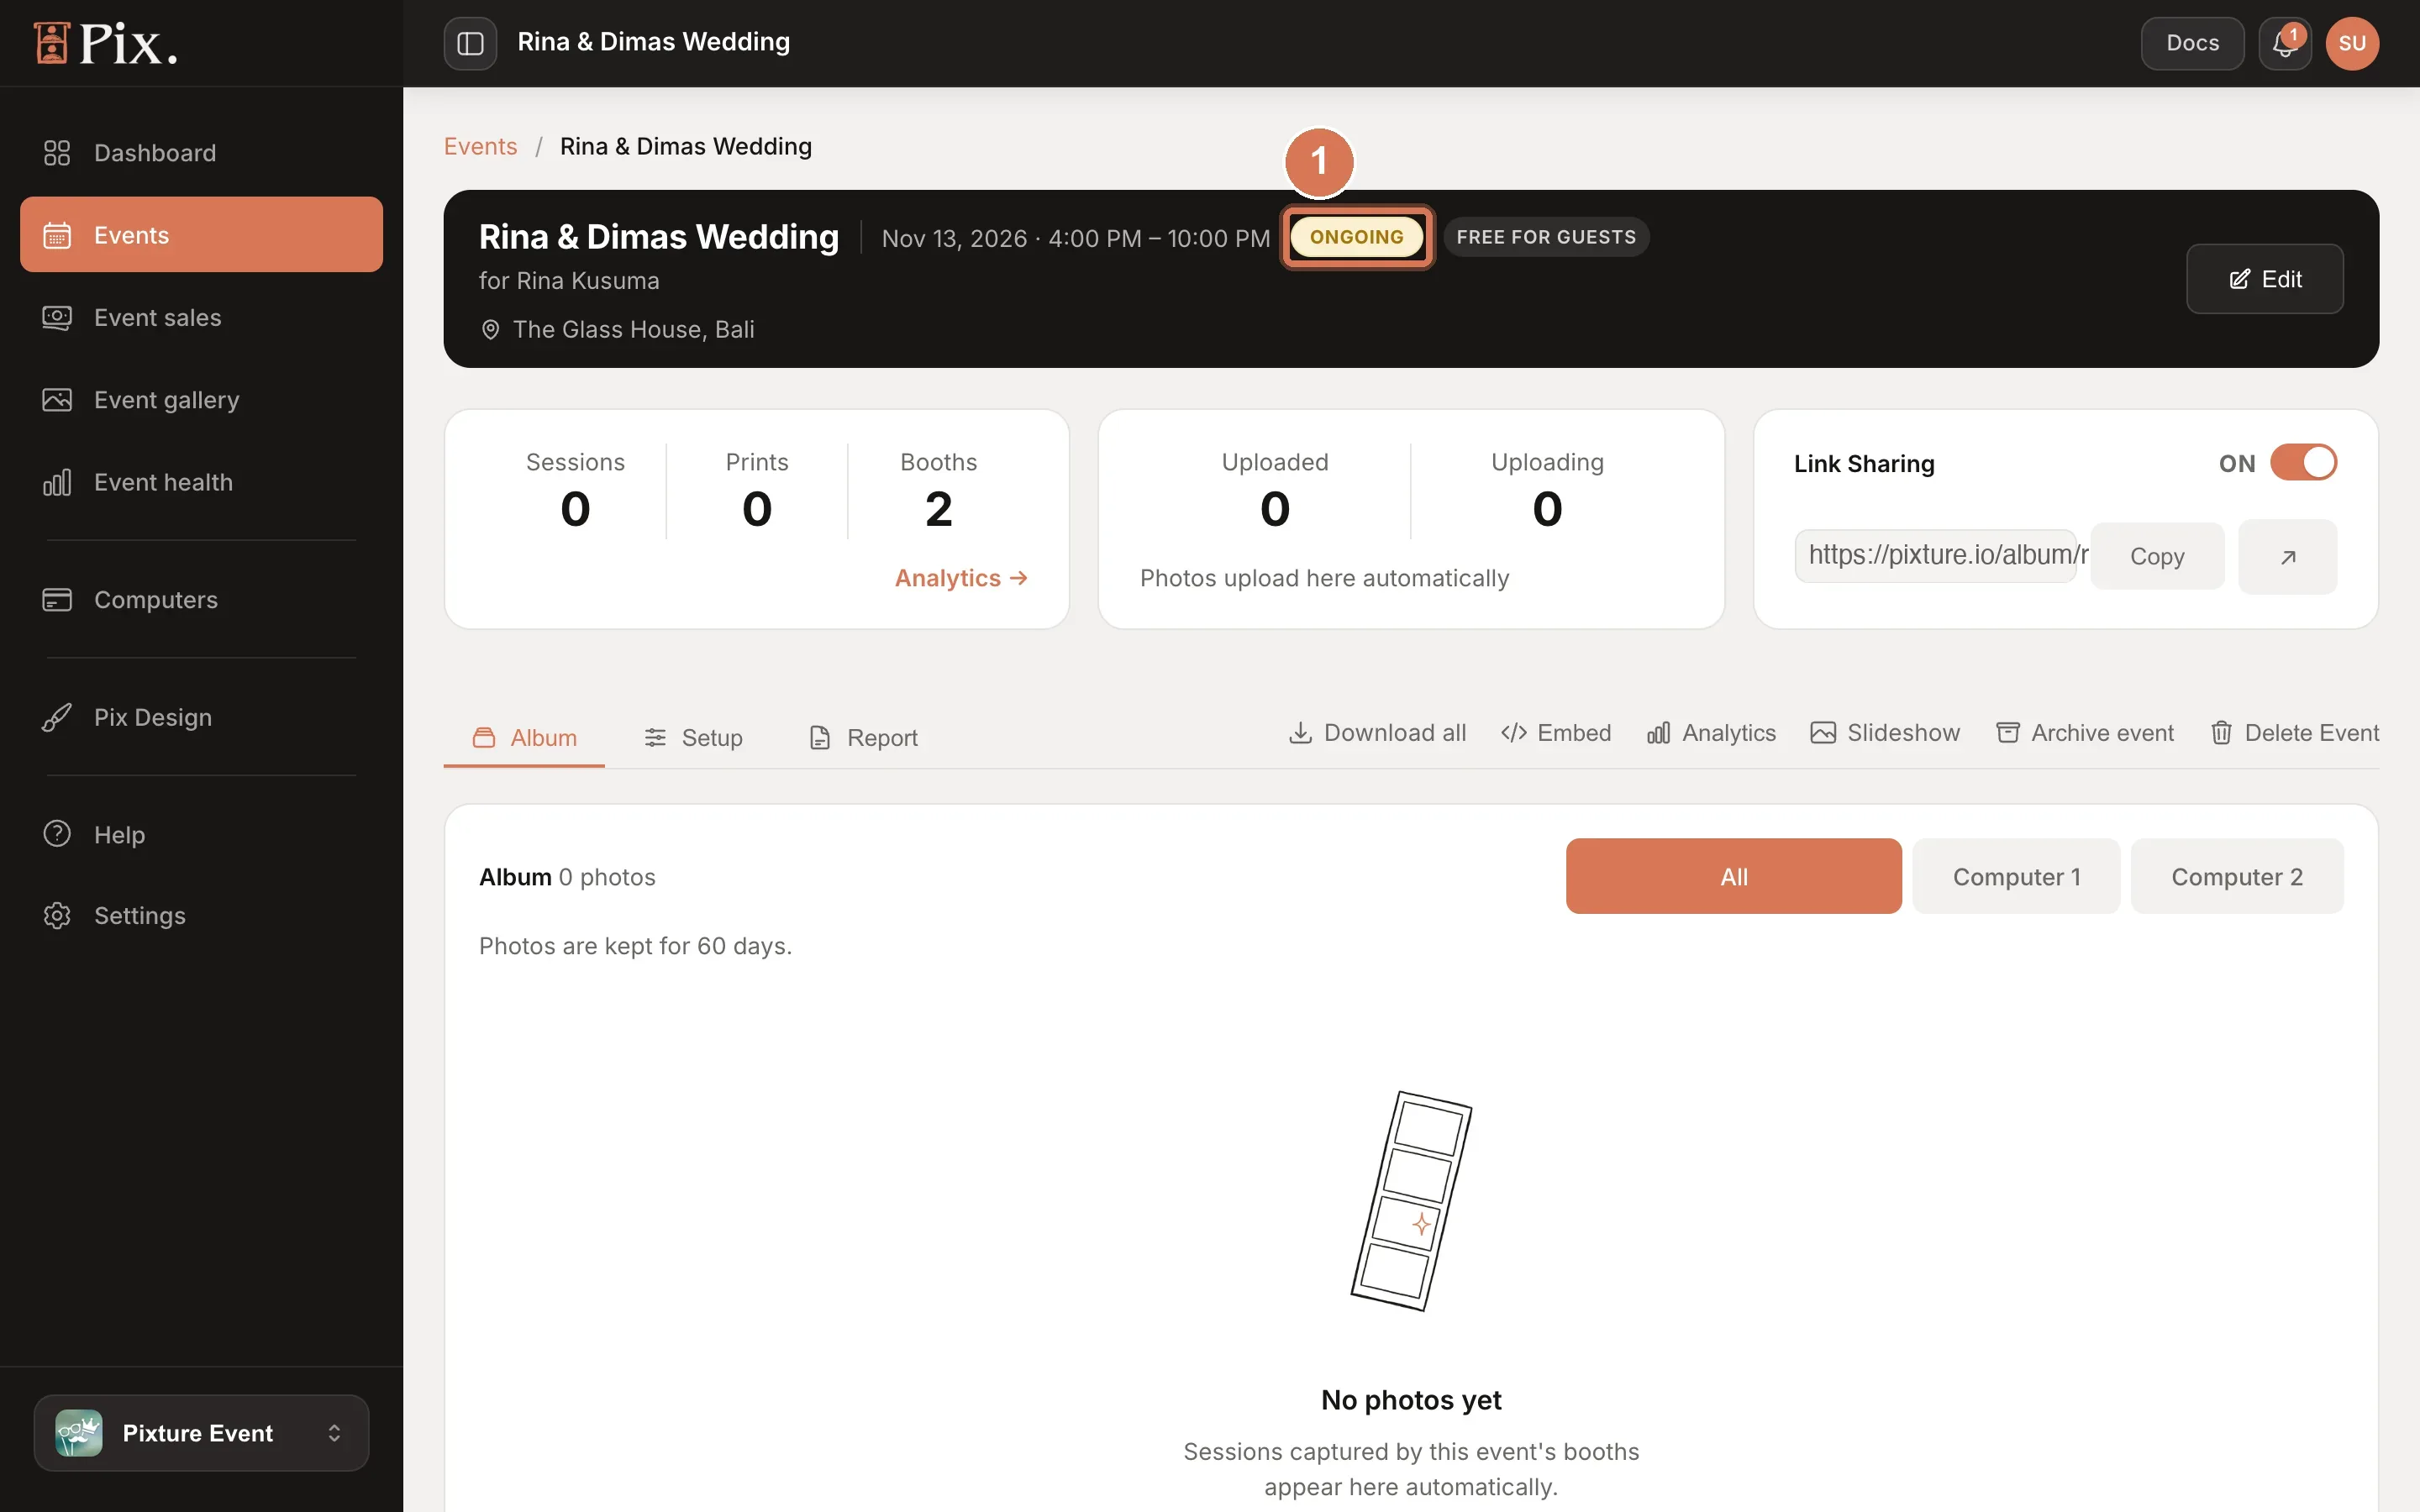 Pix.
Rina & Dimas Wedding
Docs
1
SU
Dashboard
Events
Event sales
Event gallery
Event health
Computers
Pix Design
Help
Settings
Pixture Event
Events / Rina & Dimas Wedding
1
Rina & Dimas Wedding
Nov 13, 2026 · 4:00 PM – 10:00 PM
ONGOING
FREE FOR GUESTS
for Rina Kusuma
The Glass House, Bali
Edit
Sessions
0
Prints
0
Booths
2
Analytics →
Uploaded
0
Uploading
0
Photos upload here automatically
Link Sharing
ON
https://pixture.io/album/r
Copy
Album
Setup
Report
Download all
Embed
Analytics
Slideshow
Archive event
Delete Event
Album 0 photos
All
Computer 1
Computer 2
Photos are kept for 60 days.
No photos yet
Sessions captured by this event's booths
appear here automatically.